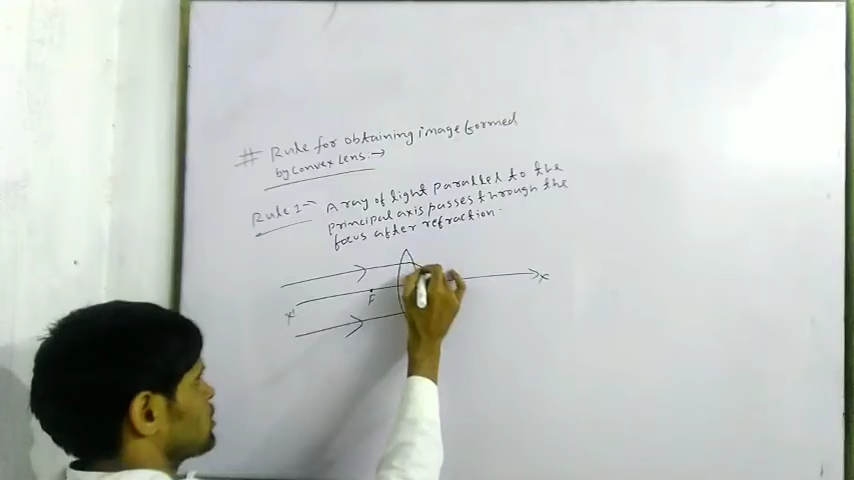 # Rule for obtaining image formed
by convex Lens. →
Rule 1 → A ray of light parallel to the
principal axis passes through the
focus after refraction.
F
X'
X